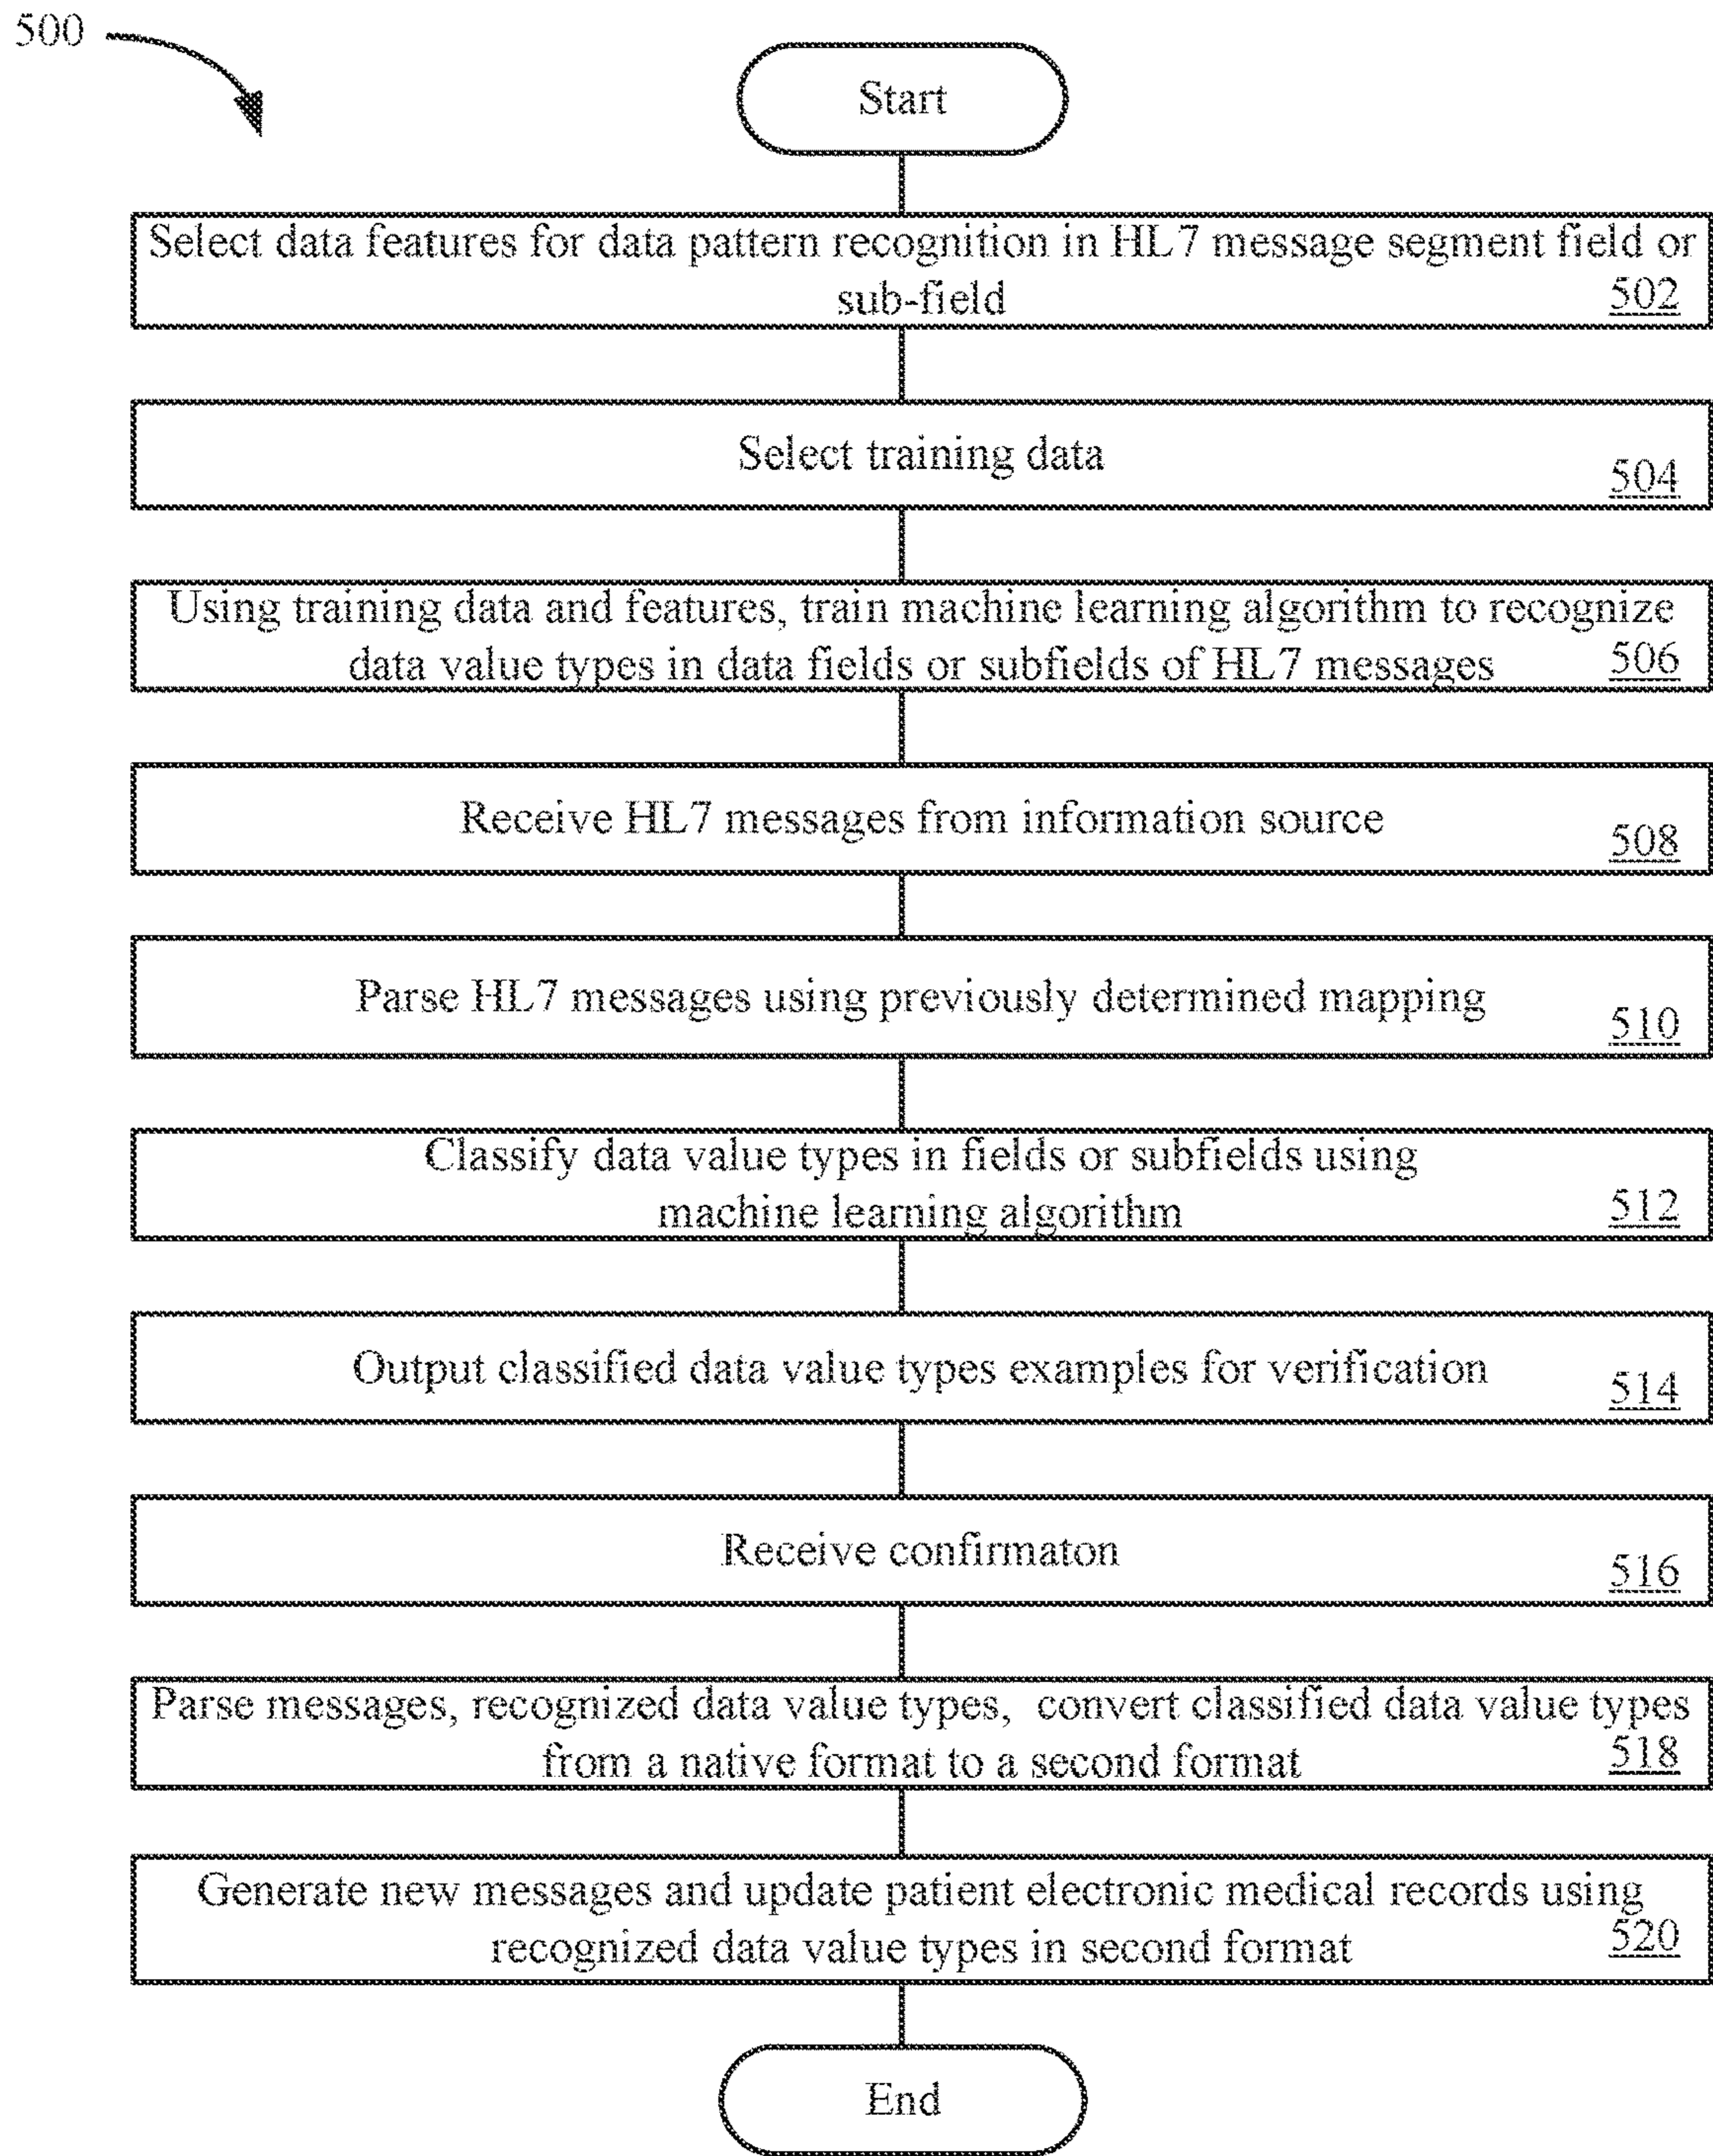 500
Start
Select data features for data pattern recognition in HL7 message segment field or
sub-field
502
Select training data
504
Using training data and features, train machine learning algorithm to recognize
data value types in data fields or subfields of HL7 messages
506
Receive HL7 messages from information source
508
Parse HL7 messages using previously determined mapping
510
Classify data value types in fields or subfields using
machine learning algorithm
512
Output classified data value types examples for verification
514
Receive confirmaton
516
Parse messages, recognized data value types, convert classified data value types
from a native format to a second format
518
Generate new messages and update patient electronic medical records using
recognized data value types in second format
520
End